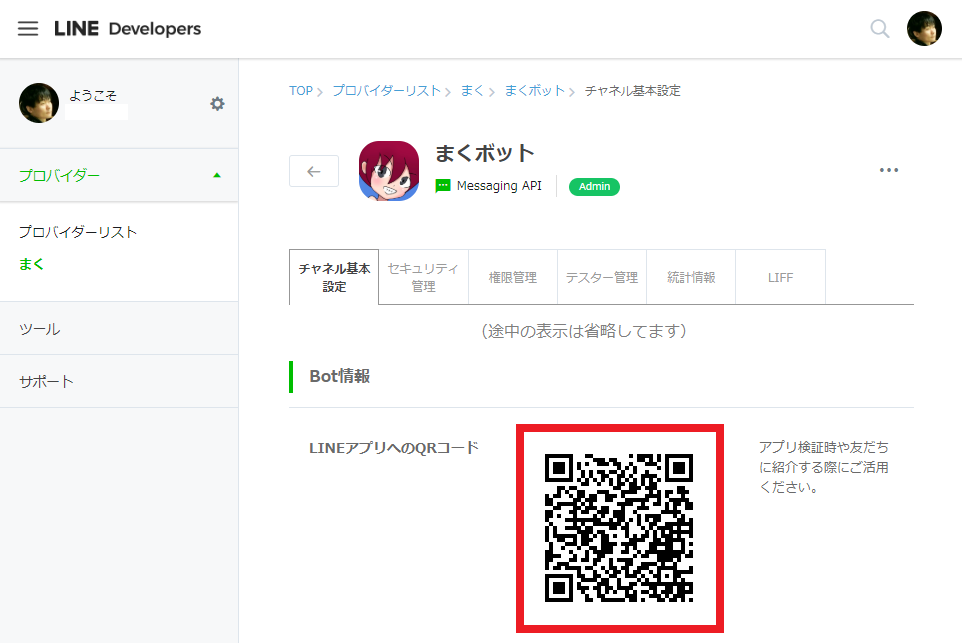 LINE Developers
ようこそ
プロバイダー
プロバイダーリスト
まく
ツール
サポート
TOP プロバイダーリスト まく まくボット チャネル基本設定
まくボット
Messaging API Admin
チャネル基本
設定
セキュリティ
管理
権限管理
テスター管理
統計情報
LIFF
（途中の表示は省略してます）
Bot情報
LINEアプリへのQRコード
アプリ検証時や友だち
に紹介する際にご活用
ください。